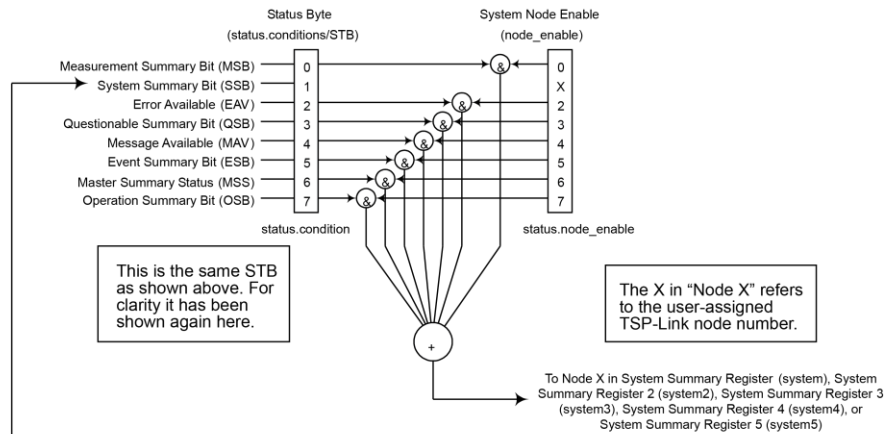 Status Byte
(status.conditions/STB)
System Node Enable
(node_enable)
Measurement Summary Bit (MSB)
System Summary Bit (SSB)
Error Available (EAV)
Questionable Summary Bit (QSB)
Message Available (MAV)
Event Summary Bit (ESB)
Master Summary Status (MSS)
Operation Summary Bit (OSB)
0
1
2
3
4
5
6
7
&
&
&
&
&
&
&
0
X
2
3
4
5
6
7
status.condition
status.node_enable
This is the same STB
as shown above. For
clarity it has been
shown again here.
The X in “Node X” refers
to the user-assigned
TSP-Link node number.
+
To Node X in System Summary Register (system), System
Summary Register 2 (system2), System Summary Register 3
(system3), System Summary Register 4 (system4), or
System Summary Register 5 (system5)